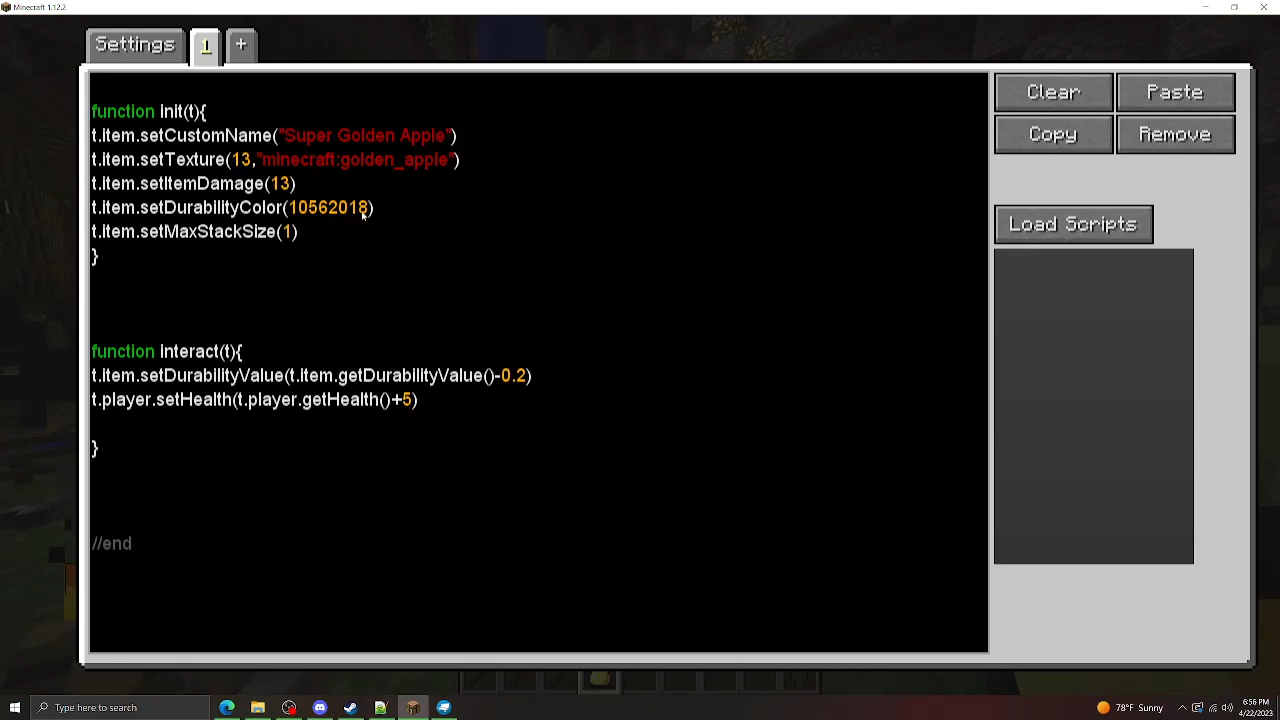 Minecraft 1.12.2
Settings 1 +
function init(t){
t.item.setCustomName("Super Golden Apple")
t.item.setTexture(13,"minecraft:golden_apple")
t.item.setItemDamage(13)
t.item.setDurabilityColor(10562018)
t.item.setMaxStackSize(1)
}
function interact(t){
t.item.setDurabilityValue(t.item.getDurabilityValue()-0.2)
t.player.setHealth(t.player.getHealth()+5)
}
//end
Clear Paste
Copy Remove
Load Scripts
Type here to search
78°F Sunny
6:56 PM
4/22/2023